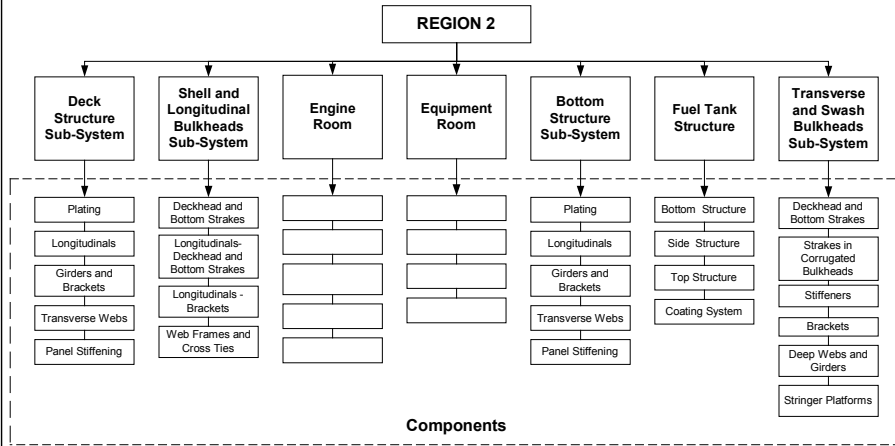 REGION 2
Deck
Structure
Sub-System
Shell and
Longitudinal
Bulkheads
Sub-System
Engine
Room
Equipment
Room
Bottom
Structure
Sub-System
Fuel Tank
Structure
Transverse
and Swash
Bulkheads
Sub-System
Plating
Longitudinals
Girders and
Brackets
Transverse Webs
Panel Stiffening
Deckhead and
Bottom Strakes
Longitudinals-
Deckhead and
Bottom Strakes
Longitudinals -
Brackets
Web Frames and
Cross Ties
Plating
Longitudinals
Girders and
Brackets
Transverse Webs
Panel Stiffening
Bottom Structure
Side Structure
Top Structure
Coating System
Deckhead and
Bottom Strakes
Strakes in
Corrugated
Bulkheads
Stiffeners
Brackets
Deep Webs and
Girders
Stringer Platforms
Components